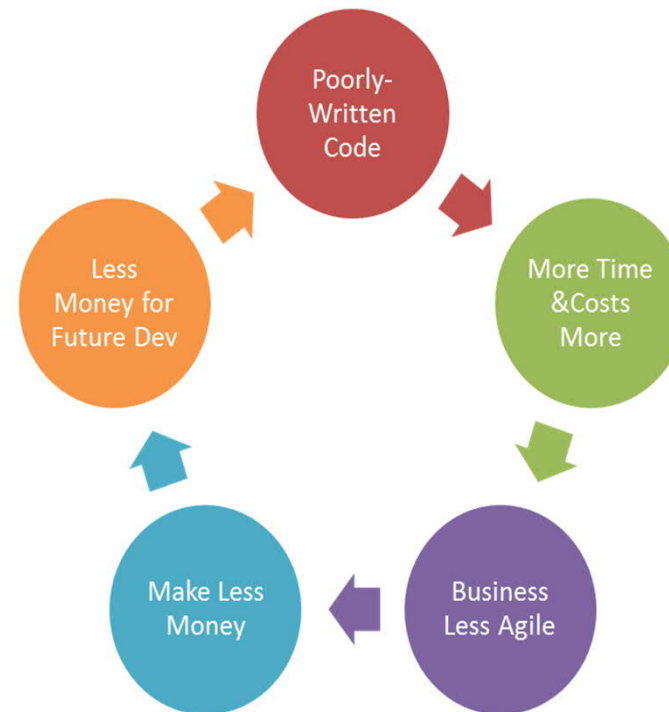 Poorly-
Written
Code
More Time
&Costs
More
Business
Less Agile
Make Less
Money
Less
Money for
Future Dev